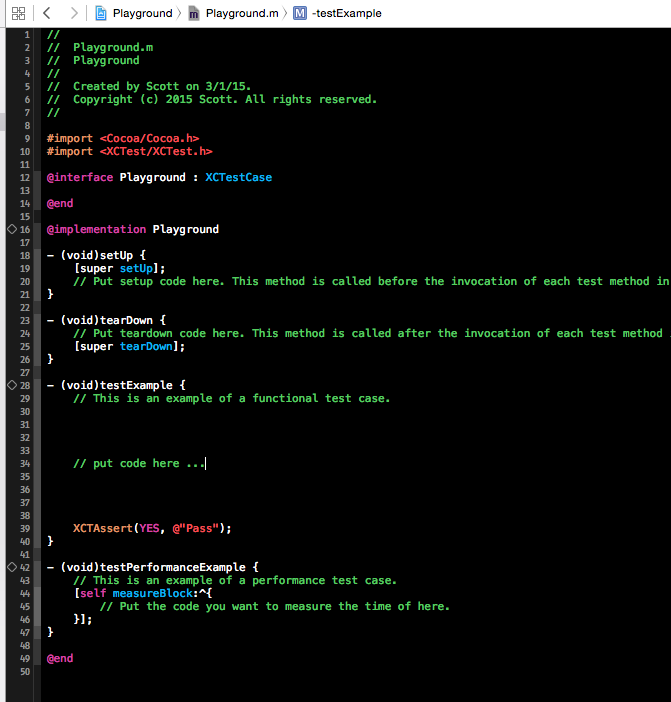 Playground Playground.m M -testExample
1 //
2 // Playground.m
3 // Playground
4 //
5 // Created by Scott on 3/1/15.
6 // Copyright (c) 2015 Scott. All rights reserved.
7 //
8
9 #import <Cocoa/Cocoa.h>
10 #import <XCTest/XCTest.h>
11
12 @interface Playground : XCTestCase
13
14 @end
15
16 @implementation Playground
17
18 - (void)setUp {
19 [super setUp];
20 // Put setup code here. This method is called before the invocation of each test method in
21 }
22
23 - (void)tearDown {
24 // Put teardown code here. This method is called after the invocation of each test method
25 [super tearDown];
26 }
27
28 - (void)testExample {
29 // This is an example of a functional test case.
30
31
32
33
34 // put code here ...
35
36
37
38
39 XCTAssert(YES, @"Pass");
40 }
41
42 - (void)testPerformanceExample {
43 // This is an example of a performance test case.
44 [self measureBlock:^{
45 // Put the code you want to measure the time of here.
46 }];
47 }
48
49 @end
50